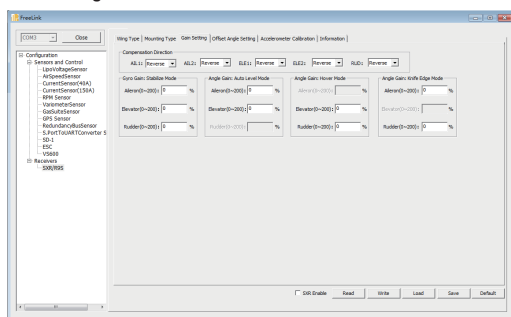 FreeLink
COM3 Close
Wing Type Mounting Type Gain Setting Offset Angle Setting Accelerometer Calibration Information
Configuration
Sensors and Control
LipoVoltageSensor
AirSpeedSensor
CurrentSensor(40A)
CurrentSensor(150A)
RPM Sensor
VariometerSensor
GasSuiteSensor
GPS Sensor
RedundancyBusSensor
S.PortToUARTConverter S
SD-1
ESC
VS600
Receivers
SXR/R9S
Compensation Direction
AIL1: Reverse AIL2: Reverse ELE1: Reverse ELE2: Reverse RUD: Reverse
Gyro Gain: Stabilize Mode
Aileron(0~200): 0 %
Elevator(0~200): 0 %
Rudder(0~200): 0 %
Angle Gain: Auto Level Mode
Aileron(0~200): 0 %
Elevator(0~200): 0 %
Rudder(0~200): %
Angle Gain: Hover Mode
Aileron(0~200): %
Elevator(0~200): 0 %
Rudder(0~200): 0 %
Angle Gain: Knife Edge Mode
Aileron(0~200): 0 %
Elevator(0~200): %
Rudder(0~200): 0 %
SXR Enable Read Write Load Save Default